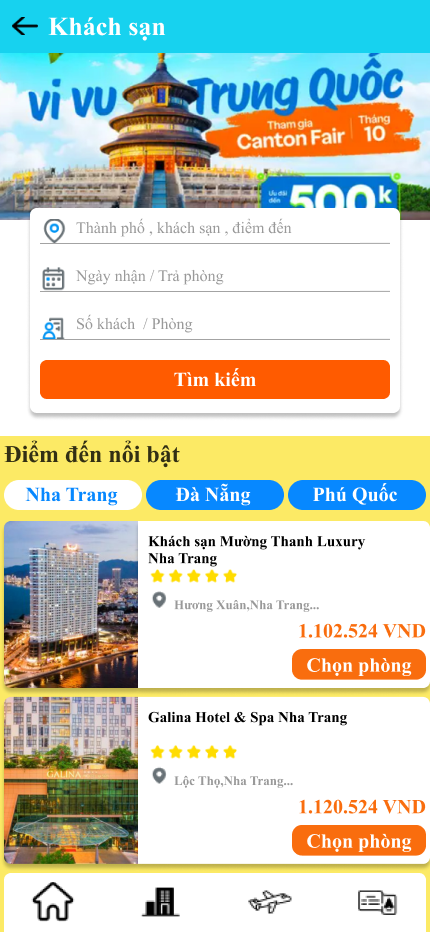 Khách sạn
vi vu Trung Quốc
Tham gia
Canton Fair
Tháng
10
Ưu đãi
đến
500k
Thành phố , khách sạn , điểm đến
Ngày nhận / Trả phòng
Số khách / Phòng
Tìm kiếm
Điểm đến nổi bật
Nha Trang
Đà Nẵng
Phú Quốc
Khách sạn Mường Thanh Luxury
Nha Trang
Hương Xuân,Nha Trang...
1.102.524 VND
Chọn phòng
GALINA
Galina Hotel & Spa Nha Trang
Lộc Thọ,Nha Trang...
1.120.524 VND
Chọn phòng